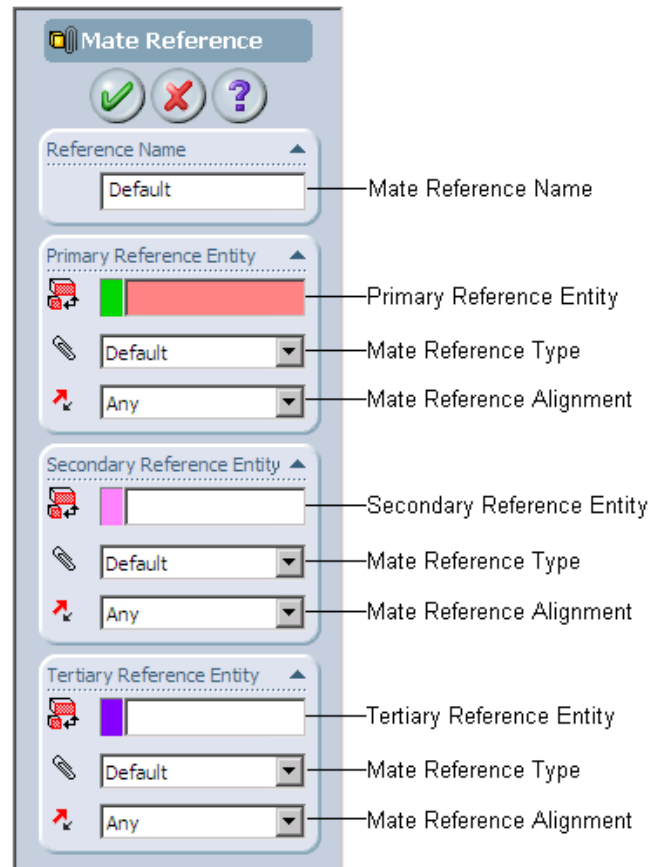 Mate Reference
?
Reference Name
Default
Mate Reference Name
Primary Reference Entity
Primary Reference Entity
Default
Mate Reference Type
Any
Mate Reference Alignment
Secondary Reference Entity
Secondary Reference Entity
Default
Mate Reference Type
Any
Mate Reference Alignment
Tertiary Reference Entity
Tertiary Reference Entity
Default
Mate Reference Type
Any
Mate Reference Alignment